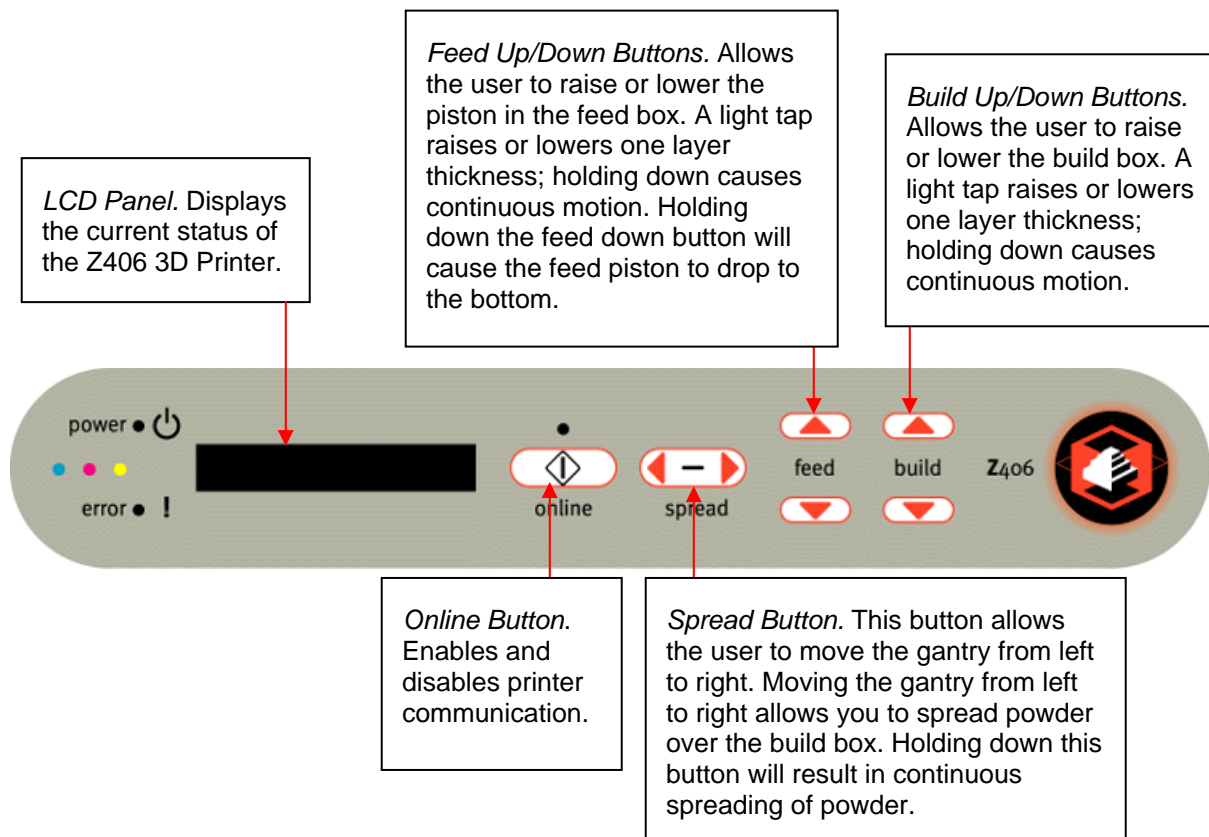 Feed Up/Down Buttons. Allows
the user to raise or lower the
piston in the feed box. A light tap
raises or lowers one layer
thickness; holding down causes
continuous motion. Holding
down the feed down button will
cause the feed piston to drop to
the bottom.
Build Up/Down Buttons.
Allows the user to raise
or lower the build box. A
light tap raises or lowers
one layer thickness;
holding down causes
continuous motion.
LCD Panel. Displays
the current status of
the Z406 3D Printer.
power
error !
online
spread
feed
build
Z406
Online Button.
Enables and
disables printer
communication.
Spread Button. This button allows
the user to move the gantry from left
to right. Moving the gantry from left
to right allows you to spread powder
over the build box. Holding down this
button will result in continuous
spreading of powder.